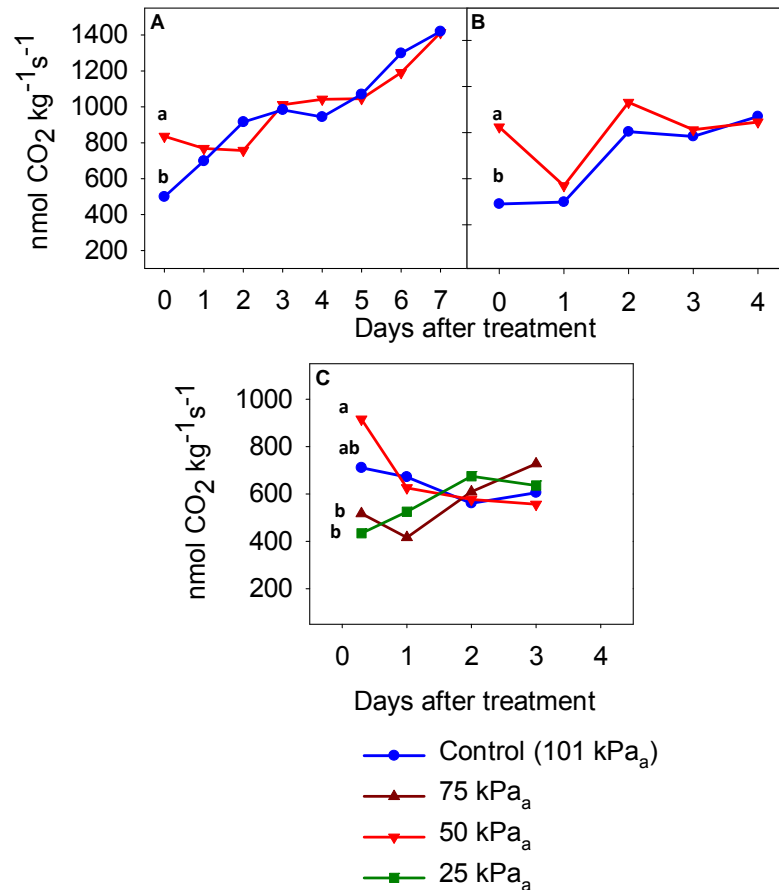 A
B
nmol CO₂ kg⁻¹s⁻¹
1400
1200
1000
800
600
400
200
a
b
a
b
0 1 2 3 4 5 6 7
0 1 2 3 4
Days after treatment
C
nmol CO₂ kg⁻¹s⁻¹
1000
800
600
400
200
a
ab
b
b
0 1 2 3 4
Days after treatment
Control (101 kPaₐ)
75 kPaₐ
50 kPaₐ
25 kPaₐ